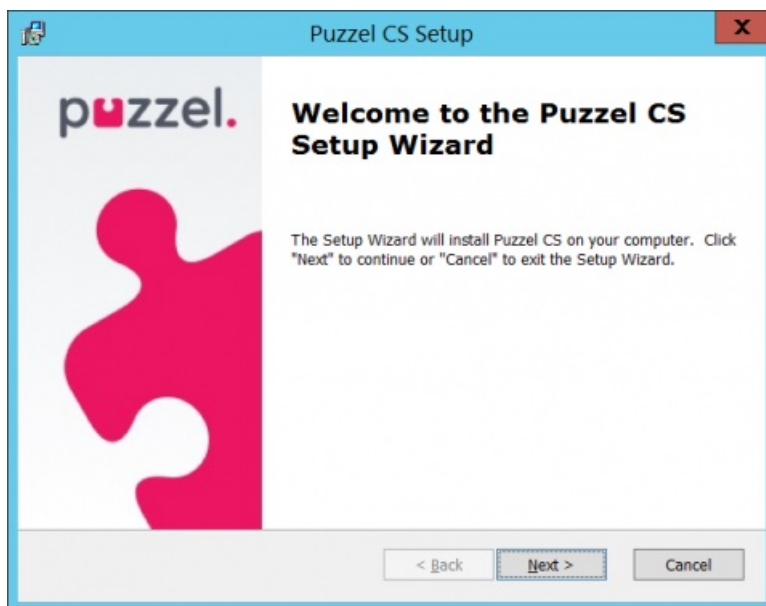 Puzzel CS Setup
X
puzzel.
Welcome to the Puzzel CS
Setup Wizard
The Setup Wizard will install Puzzel CS on your computer. Click
"Next" to continue or "Cancel" to exit the Setup Wizard.
< Back
Next >
Cancel